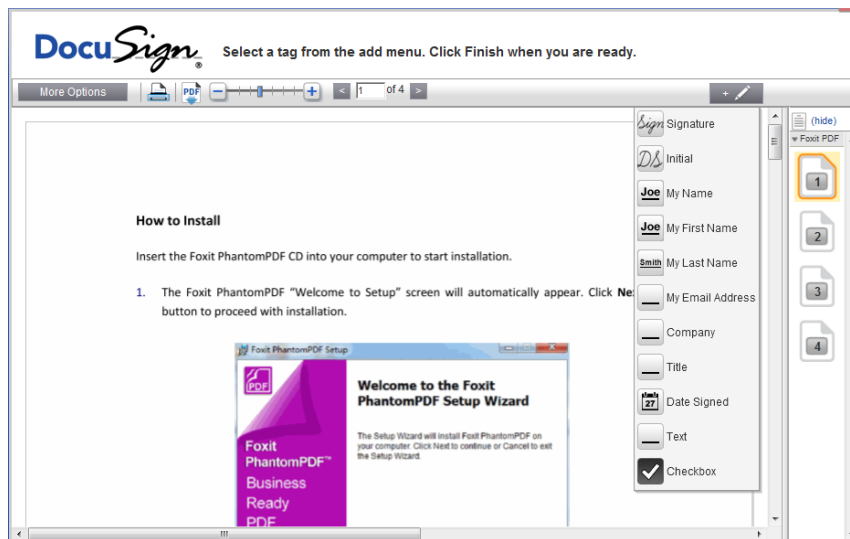 DocuSign®
Select a tag from the add menu. Click Finish when you are ready.
More Options
PDF
1 of 4
+
(hide)
Foxit PDF
1
2
3
4
Sign Signature
DS Initial
Joe My Name
Joe My First Name
Smith My Last Name
My Email Address
Company
Title
27 Date Signed
Text
Checkbox
How to Install
Insert the Foxit PhantomPDF CD into your computer to start installation.
1. The Foxit PhantomPDF “Welcome to Setup” screen will automatically appear. Click Ne
button to proceed with installation.
Foxit PhantomPDF Setup
PDF
Welcome to the Foxit
PhantomPDF Setup Wizard
The Setup Wizard will install Foxit PhantomPDF on
your computer. Click Next to continue or Cancel to exit
the Setup Wizard.
Foxit
PhantomPDF™
Business
Ready
PDF